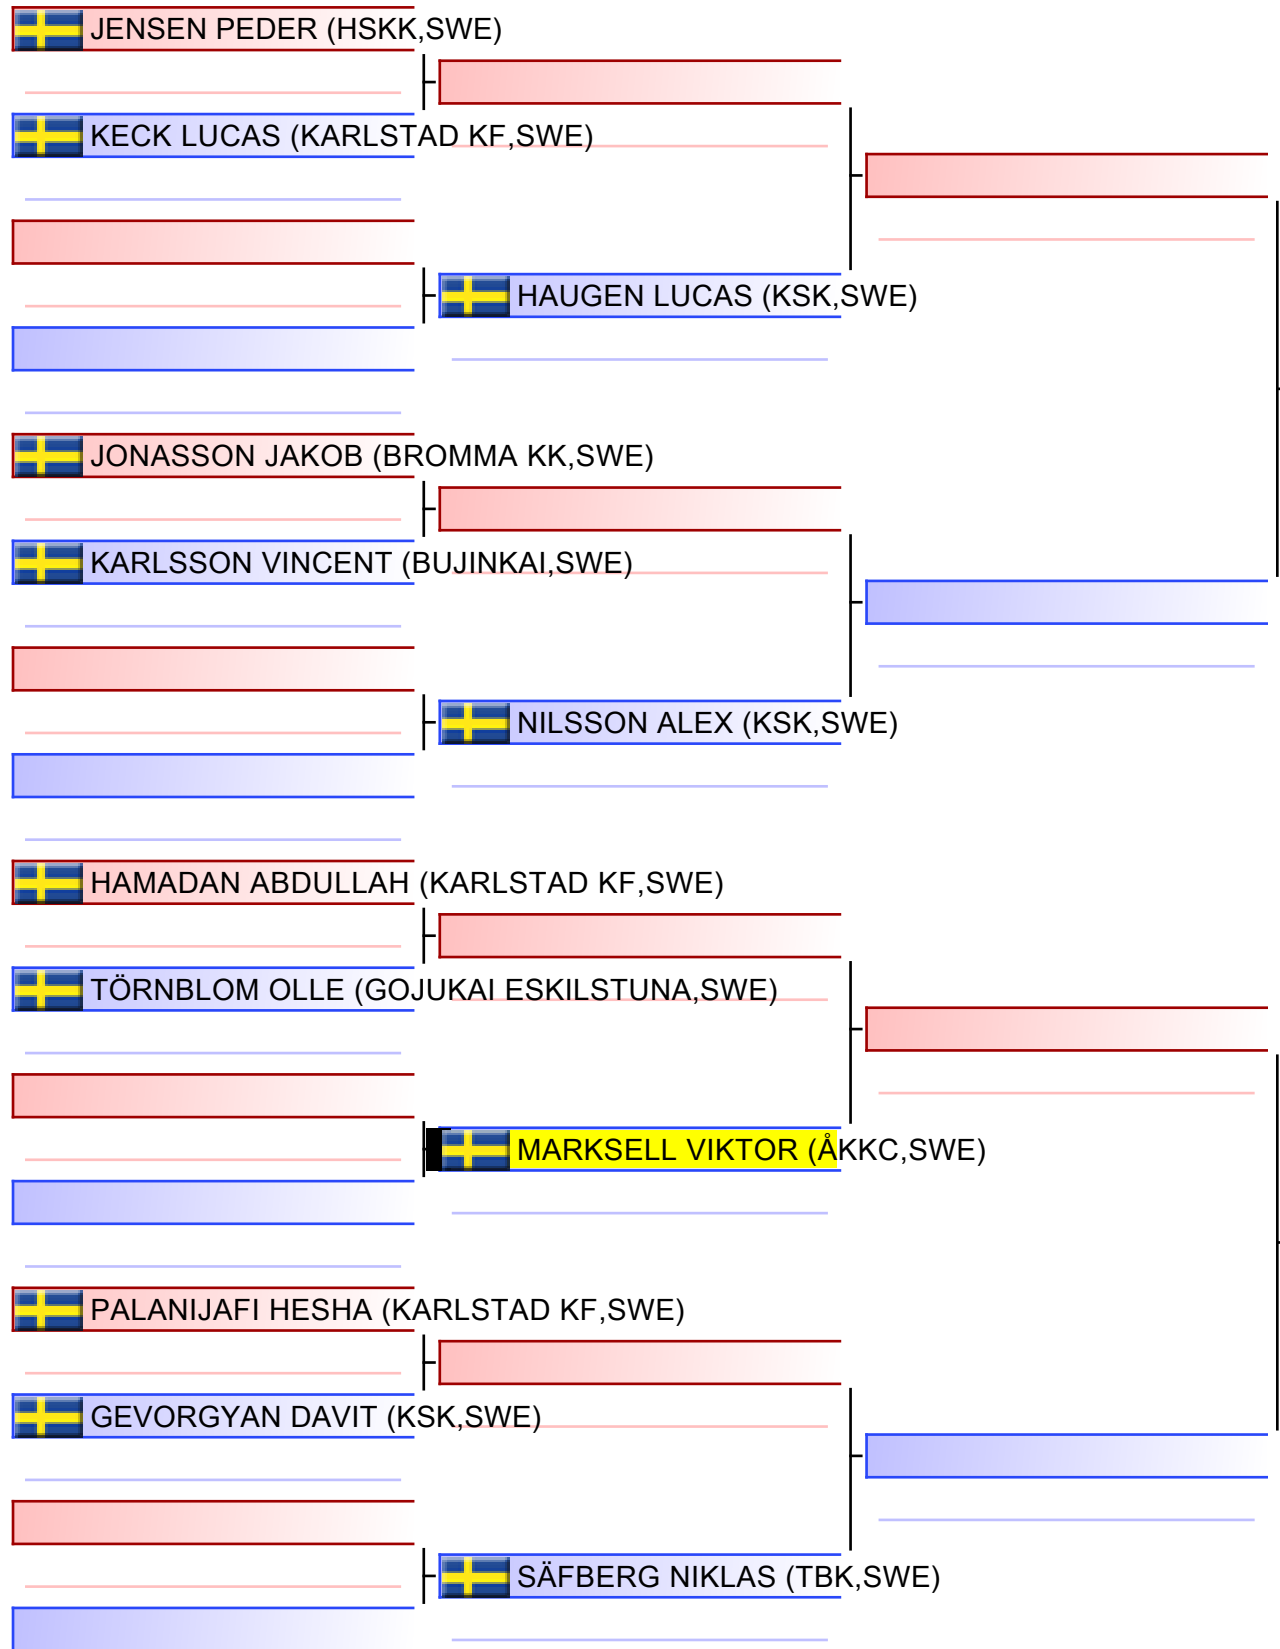 JENSEN PEDER (HSKK,SWE)
KECK LUCAS (KARLSTAD KF,SWE)
HAUGEN LUCAS (KSK,SWE)
JONASSON JAKOB (BROMMA KK,SWE)
KARLSSON VINCENT (BUJINKAI,SWE)
NILSSON ALEX (KSK,SWE)
HAMADAN ABDULLAH (KARLSTAD KF,SWE)
TÖRNBLOM OLLE (GOJUKAI ESKILSTUNA,SWE)
MARKSELL VIKTOR (ÅKKC,SWE)
PALANIJAFI HESHA (KARLSTAD KF,SWE)
GEVORGYAN DAVIT (KSK,SWE)
SÄFBERG NIKLAS (TBK,SWE)